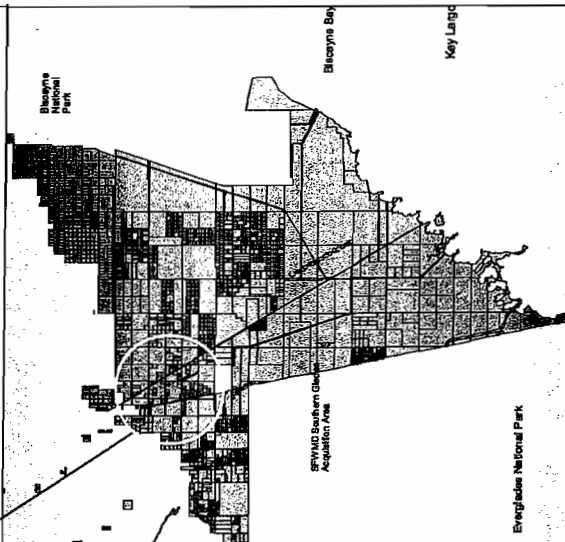 Biscayne
National
Park
Biscayne Bay
Key Largo
SFWMD Southern Glades
Acquisition Area
Everglades National Park